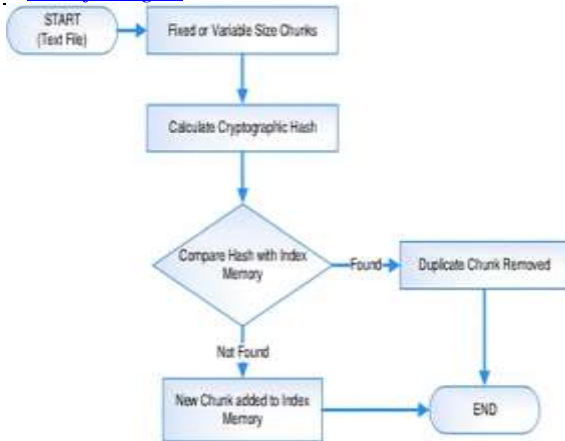 START
(Text File)
Fixed or Variable Size Chunks
Calculate Cryptographic Hash
Compare Hash with Index
Memory
Found
Duplicate Chunk Removed
Not Found
New Chunk added to Index
Memory
END